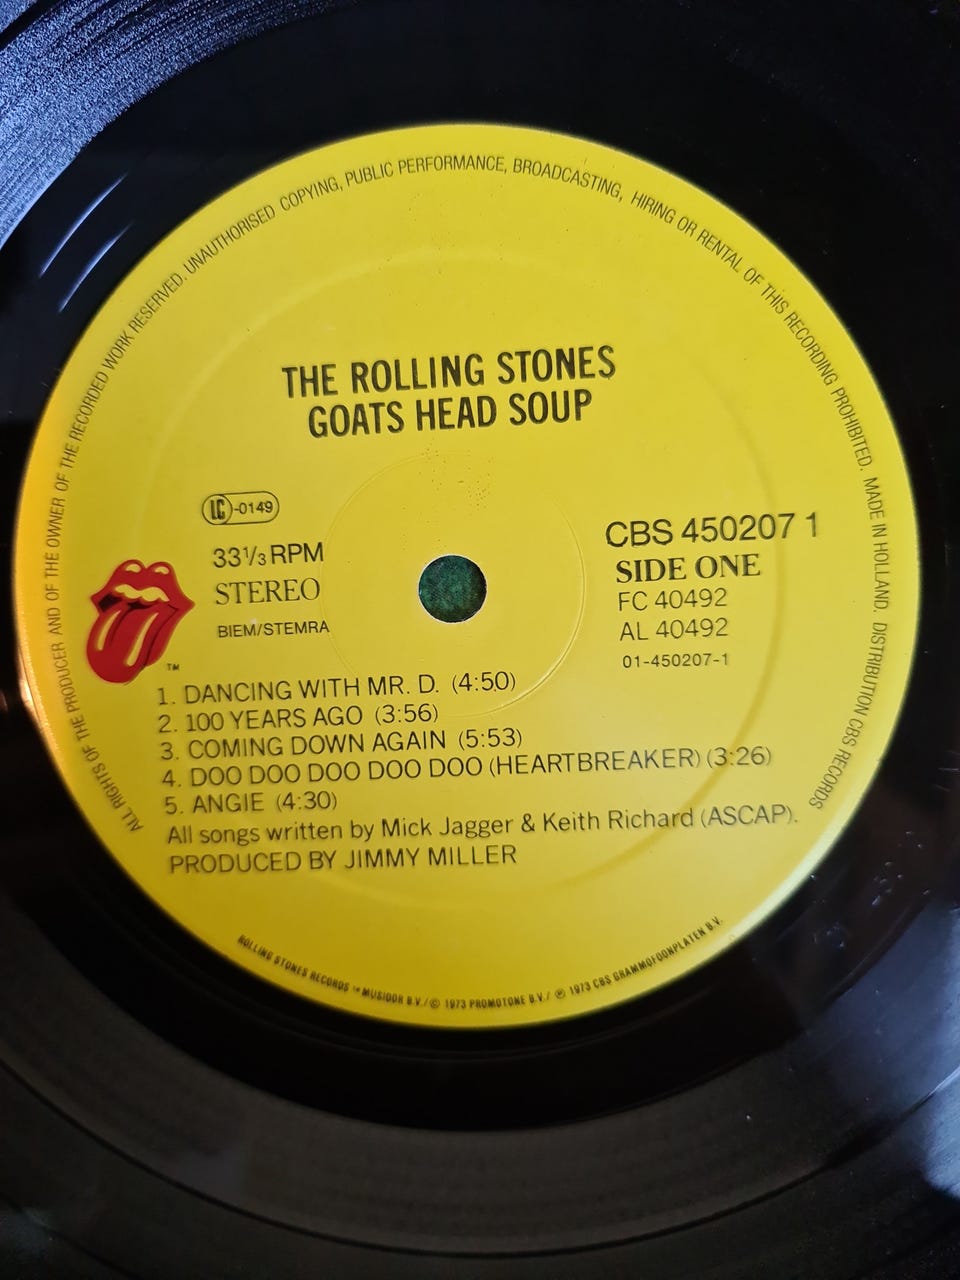 ALL RIGHTS OF THE PRODUCER AND OF THE OWNER OF THE RECORDED WORK RESERVED. UNAUTHORISED COPYING, PUBLIC PERFORMANCE, BROADCASTING, HIRING OR RENTAL OF THIS RECORDING PROHIBITED. MADE IN HOLLAND. DISTRIBUTION CBS RECORDS
THE ROLLING STONES
GOATS HEAD SOUP
LC-0149
33 1/3 RPM
STEREO
BIEM/STEMRA
CBS 450207 1
SIDE ONE
FC 40492
AL 40492
01-450207-1
TM
1. DANCING WITH MR. D. (4:50)
2. 100 YEARS AGO (3:56)
3. COMING DOWN AGAIN (5:53)
4. DOO DOO DOO DOO DOO (HEARTBREAKER) (3:26)
5. ANGIE (4:30)
All songs written by Mick Jagger & Keith Richard (ASCAP).
PRODUCED BY JIMMY MILLER
ROLLING STONES RECORDS ™ MUSIDOR B.V./ © 1973 PROMOTONE B.V./ ℗ 1973 CBS GRAMMOFOONPLATEN B.V.